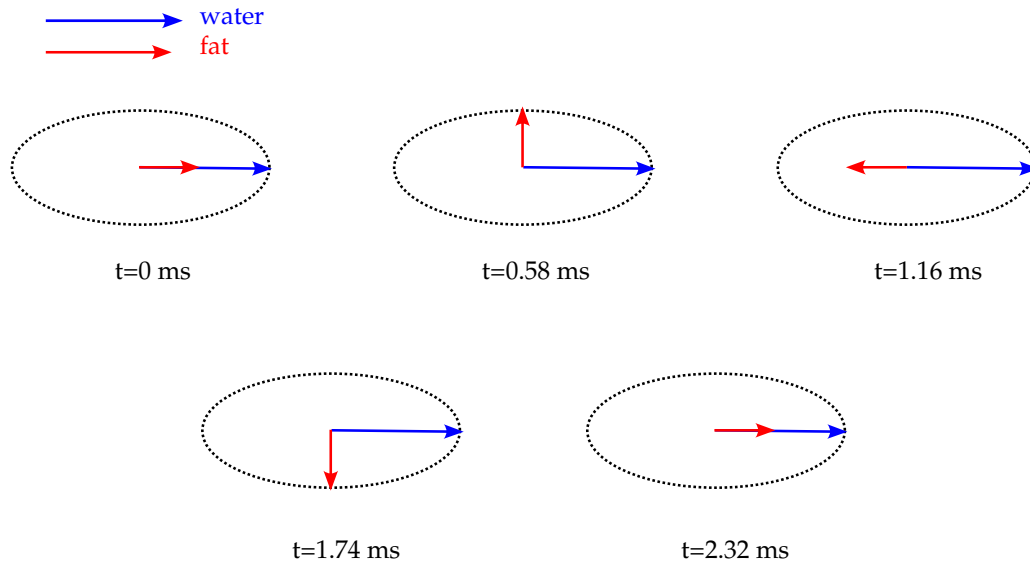 water
fat
t=0 ms
t=0.58 ms
t=1.16 ms
t=1.74 ms
t=2.32 ms